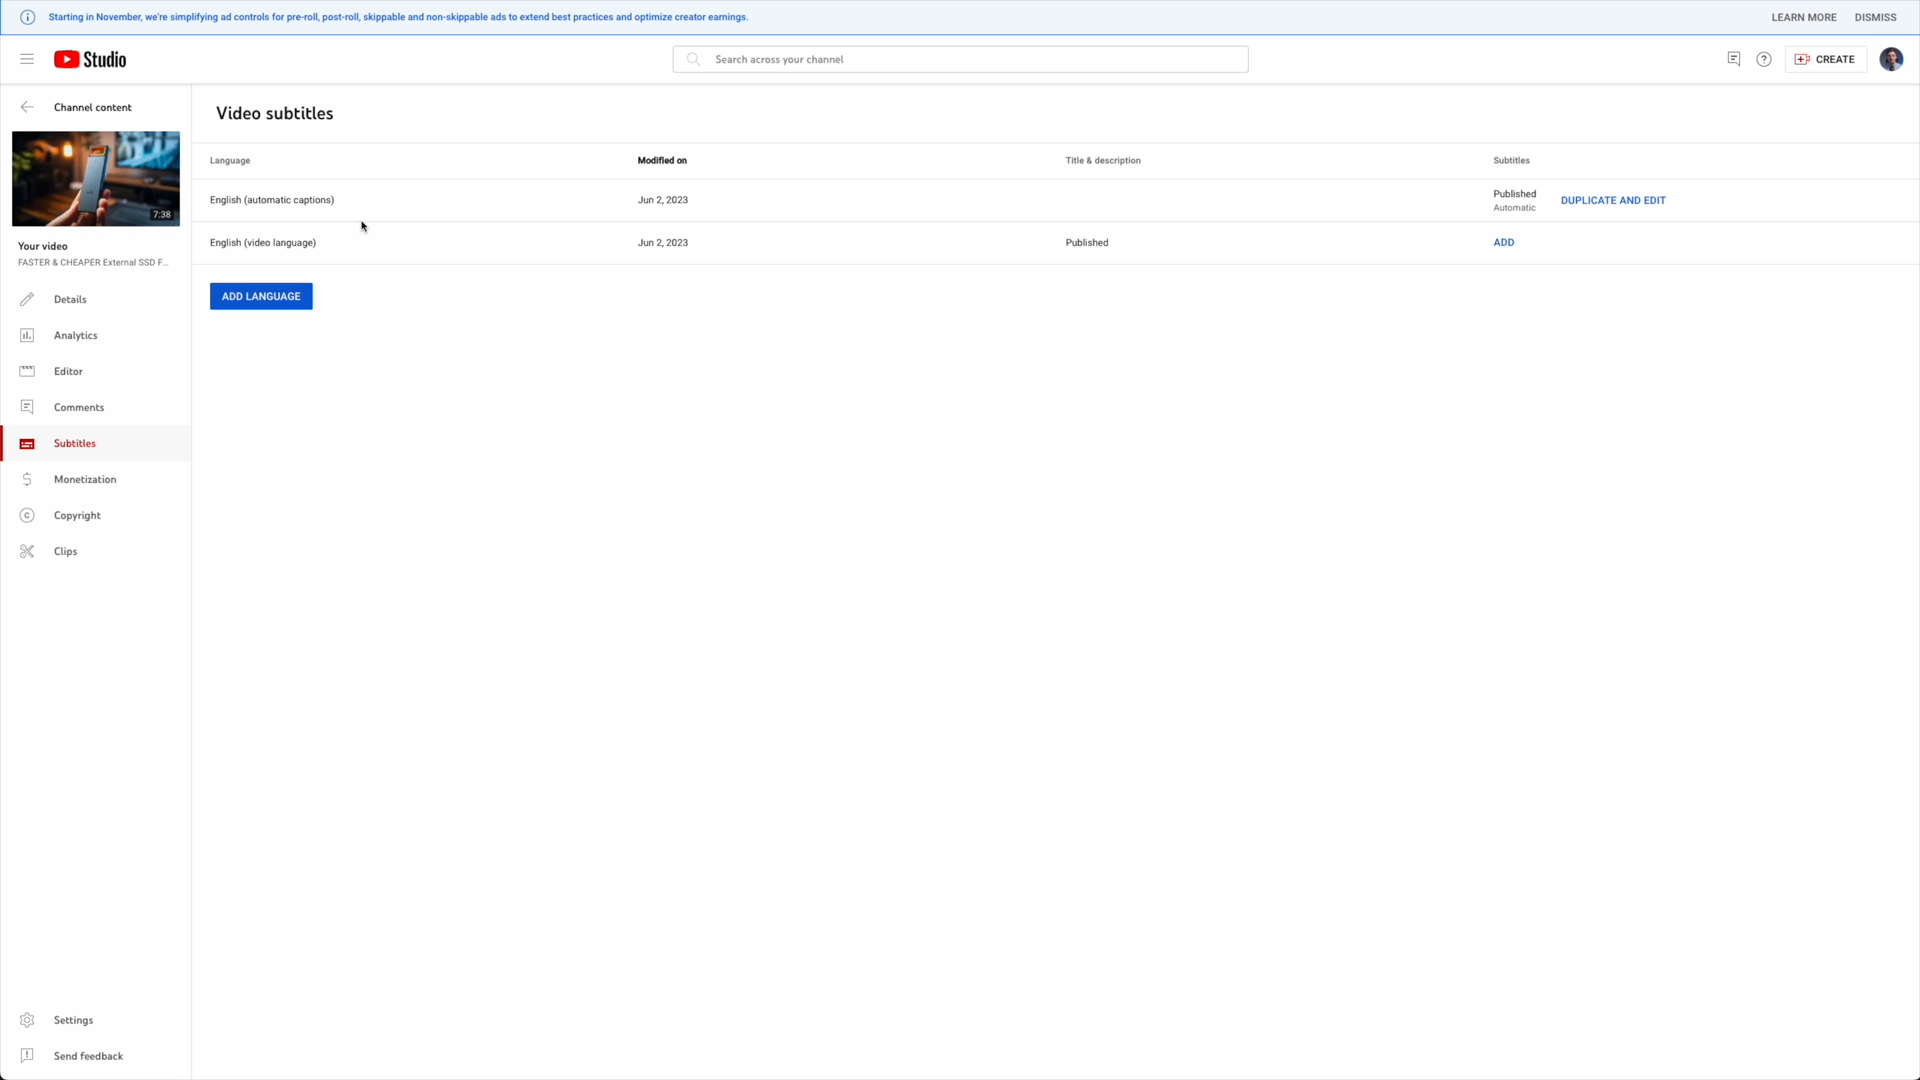 Starting in November, we're simplifying ad controls for pre-roll, post-roll, skippable and non-skippable ads to extend best practices and optimize creator earnings.
LEARN MORE
DISMISS
Studio
Search across your channel
CREATE
Channel content
7:38
Your video
FASTER & CHEAPER External SSD F...
Details
Analytics
Editor
Comments
Subtitles
Monetization
Copyright
Clips
Settings
Send feedback
Video subtitles
Language Modified on Title & description Subtitles
English (automatic captions) Jun 2, 2023 Published
Automatic
DUPLICATE AND EDIT
English (video language) Jun 2, 2023 Published ADD
ADD LANGUAGE